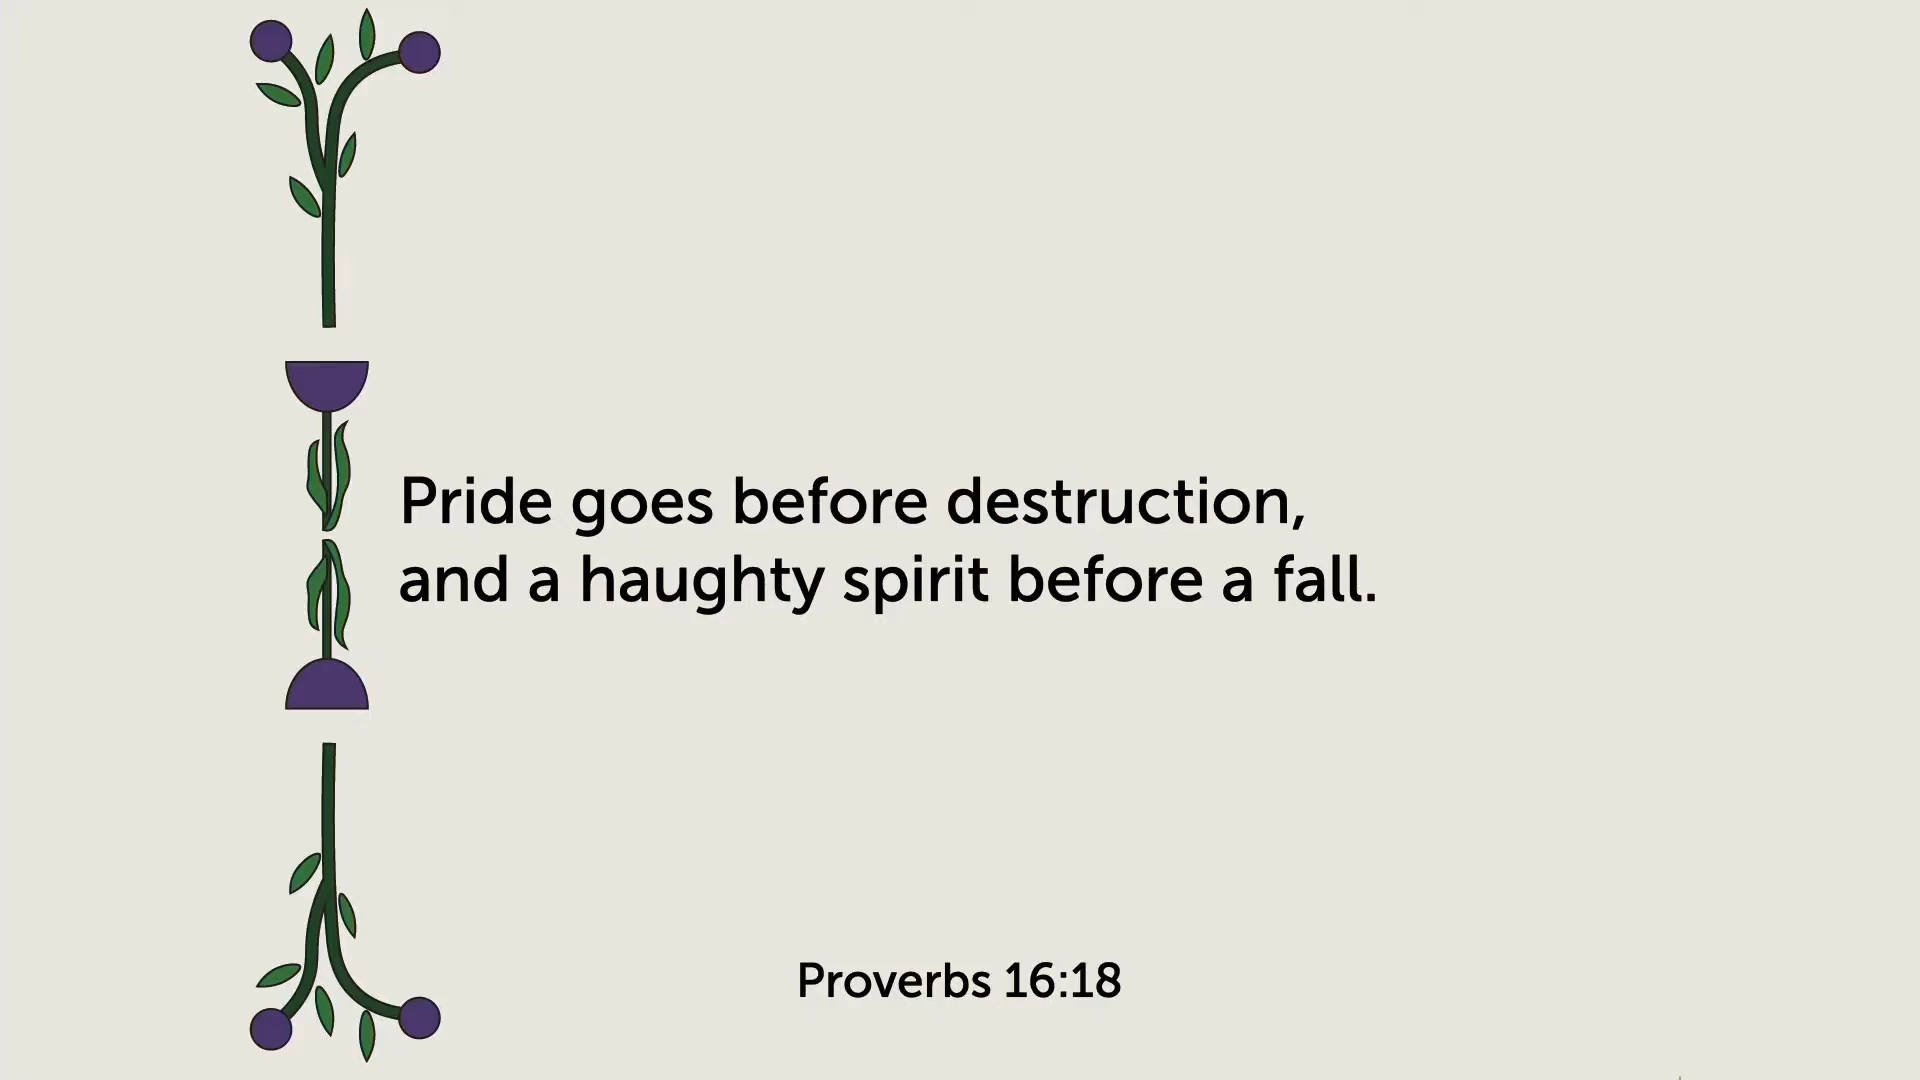 Pride goes before destruction,
and a haughty spirit before a fall.
Proverbs 16:18